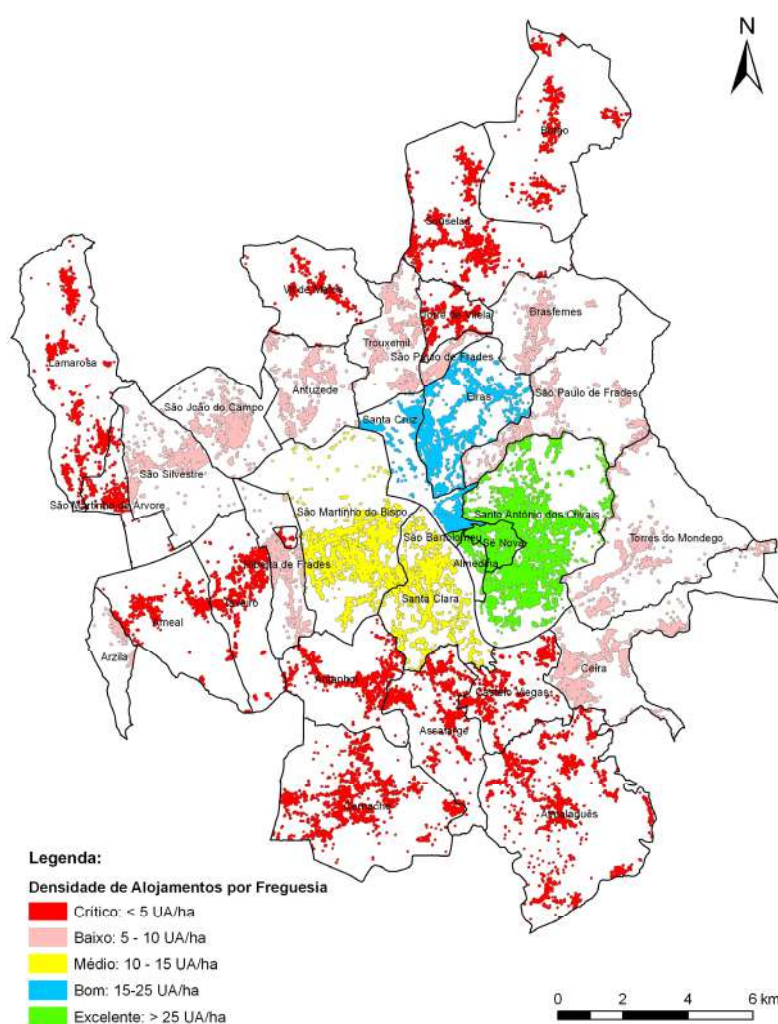 N
Botão
Souselas
Vil de Matos
Torre de Vilela
Brasfemes
Trouxemil
São Paulo de Frades
Lamarosa
Antuzede
Eiras
São Paulo de Frades
São João do Campo
Santa Cruz
São Silvestre
São Martinho de Árvore
São Martinho do Bispo
Santo António dos Olivais
São Bartolomeu
Sé Nova
Torres do Mondego
Almedina
Ribeira de Frades
Santa Clara
Taveiro
Ameal
Arzila
Ceira
Antanhol
Castelo Viegas
Assafarge
Cernache
Almalaguês
Legenda:
Densidade de Alojamentos por Freguesia
Crítico: < 5 UA/ha
Baixo: 5 - 10 UA/ha
Médio: 10 - 15 UA/ha
Bom: 15-25 UA/ha
Excelente: > 25 UA/ha
0 2 4 6 km